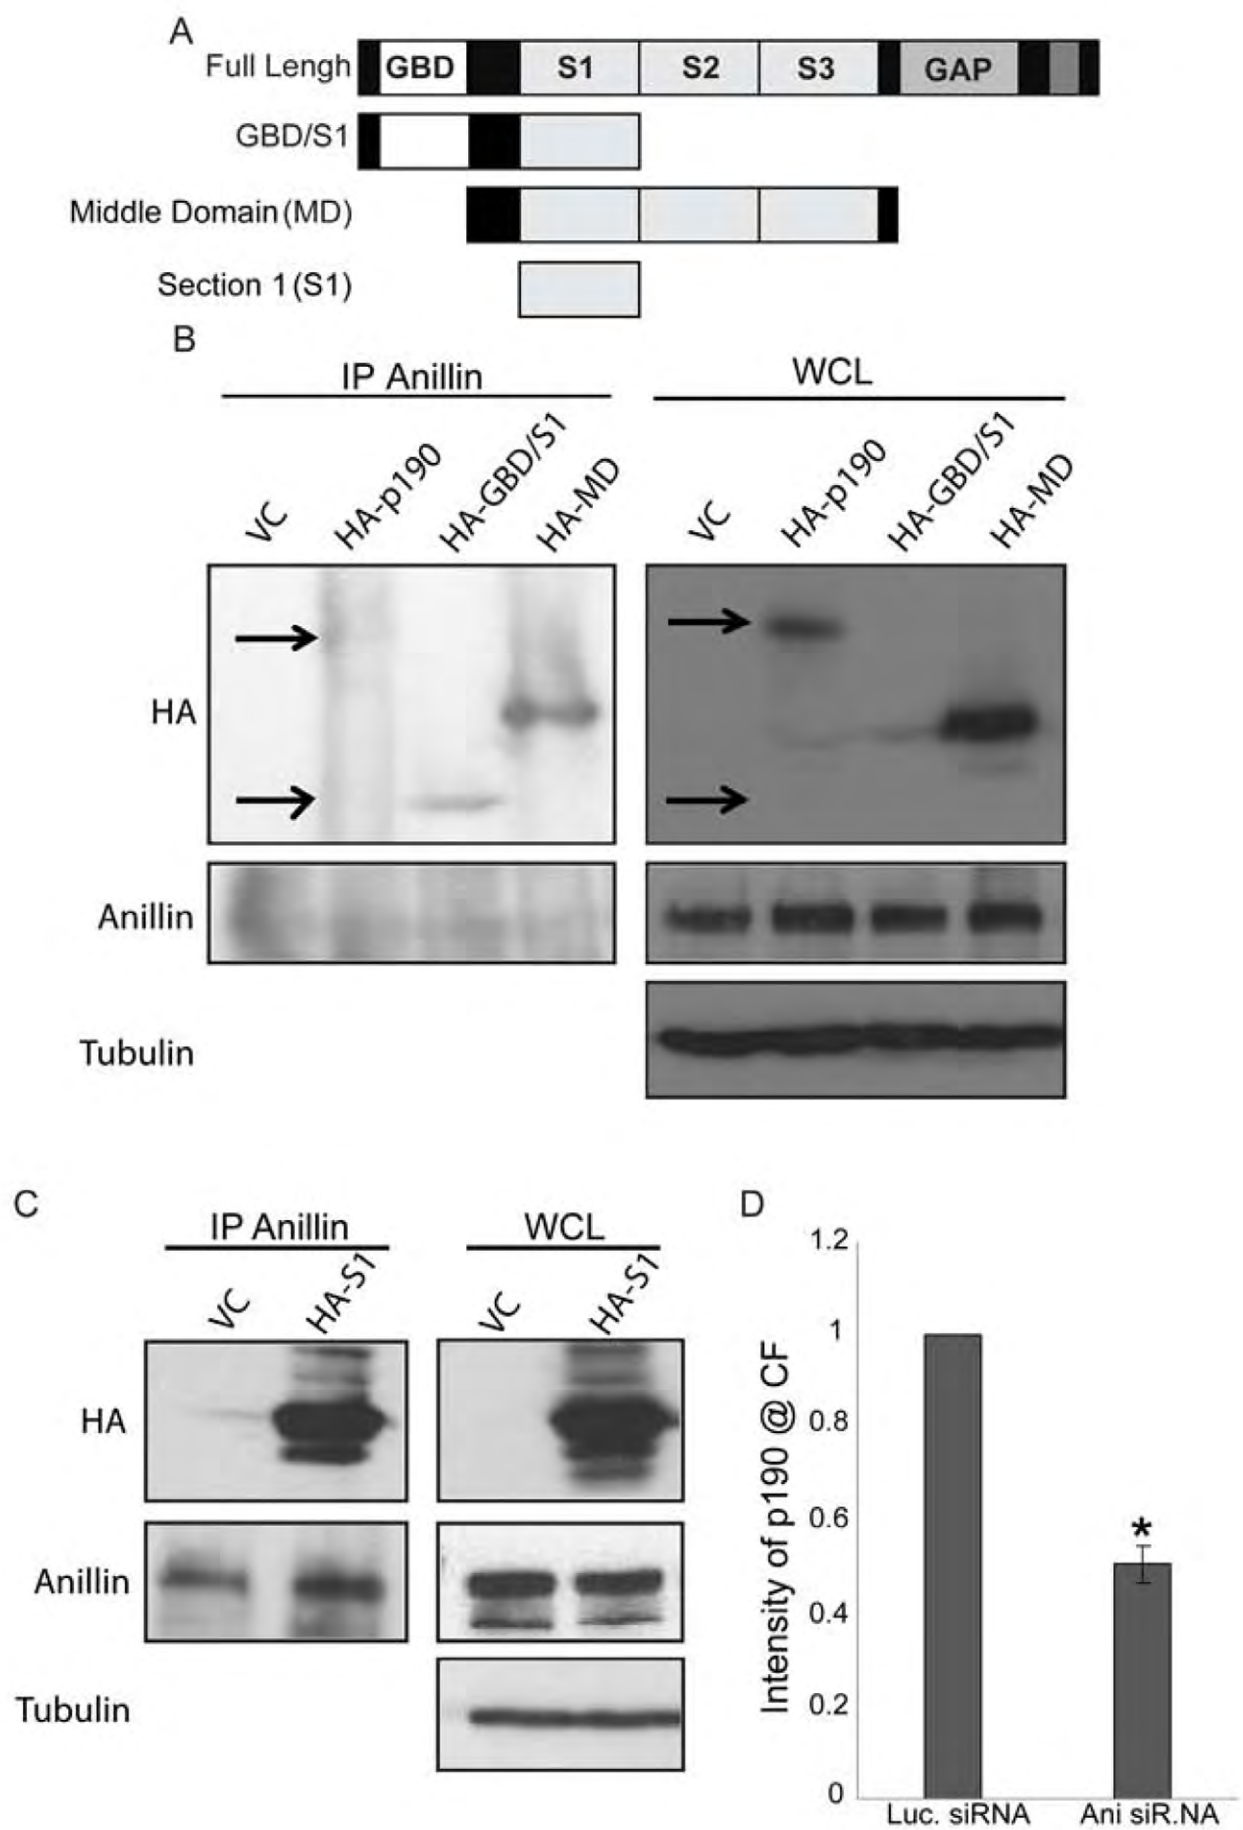 A
Full Lengh GBD S1 S2 S3 GAP
GBD/S1
Middle Domain (MD)
Section 1 (S1)
B
IP Anillin WCL
VC HA-p190 HA-GBD/S1 HA-MD VC HA-p190 HA-GBD/S1 HA-MD
HA
Anillin
Tubulin
C
IP Anillin WCL
VC HA-S1 VC HA-S1
HA
Anillin
Tubulin
D
Intensity of p190 @ CF
1.2
1
0.8
0.6
*
0.4
0.2
0
Luc. siRNA Ani siR.NA